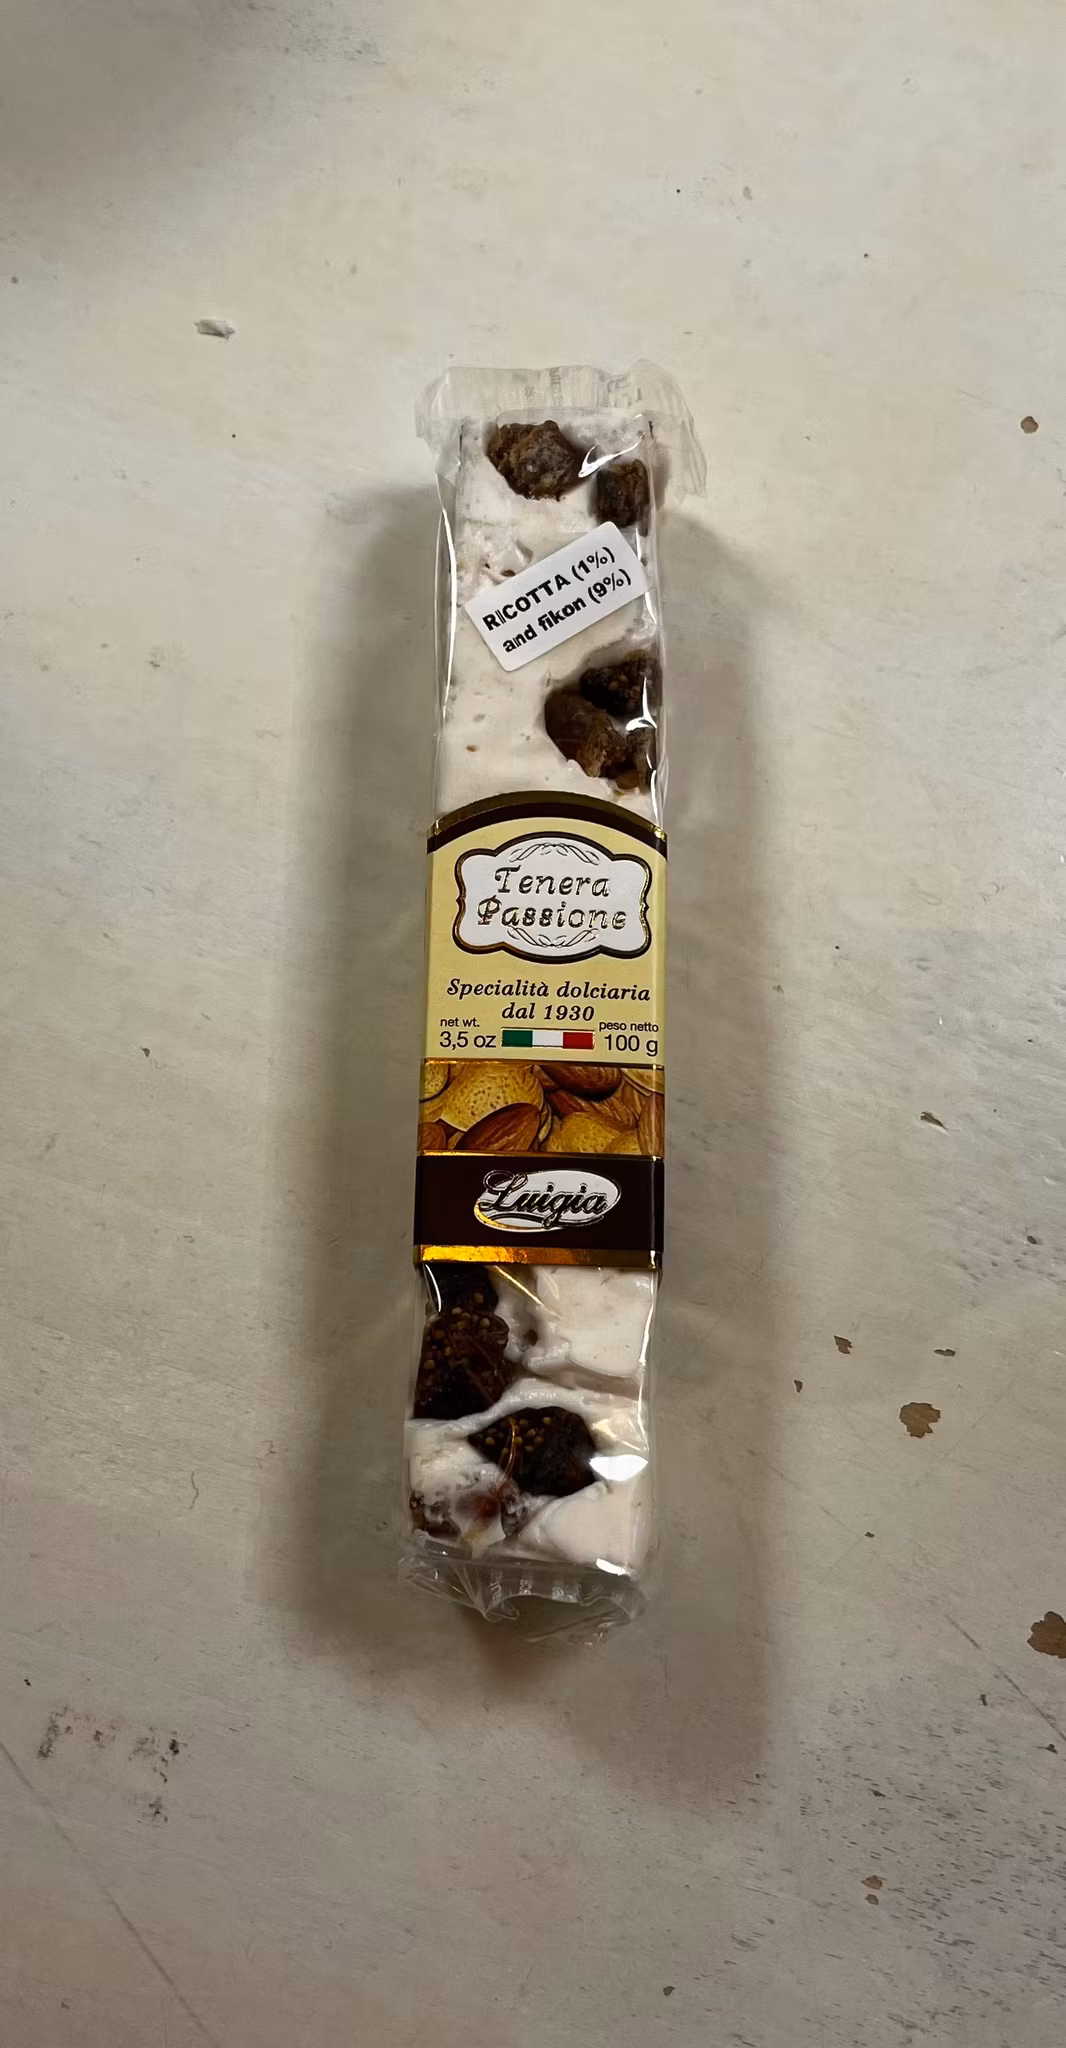 RICOTTA (1%)
and fikon (9%)
Tenera
Passione
Specialità dolciaria
dal 1930
net wt.
3,5 oz
peso netto
100 g
Luigia